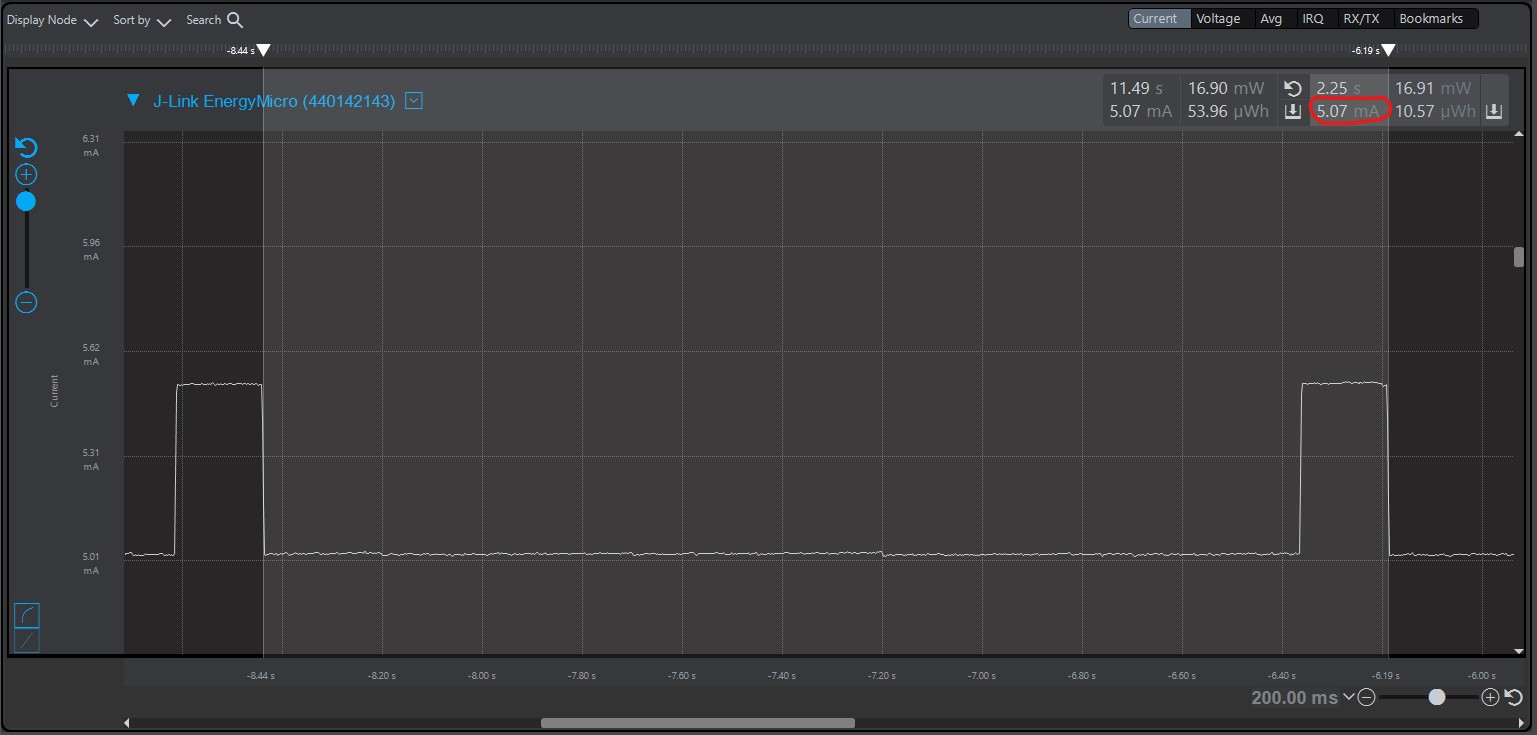 Display Node Sort by Search Current Voltage Avg IRQ RX/TX Bookmarks
-8.44 s -6.19 s
J-Link EnergyMicro (440142143)
11.49 s 16.90 mW 2.25 s 16.91 mW
5.07 mA 53.96 µWh 5.07 mA 10.57 µWh
6.31
mA
5.96
mA
5.62
mA
Current
5.31
mA
5.01
mA
-8.44 s -8.20 s -8.00 s -7.80 s -7.60 s -7.40 s -7.20 s -7.00 s -6.80 s -6.60 s -6.40 s -6.19 s -6.00 s
200.00 ms